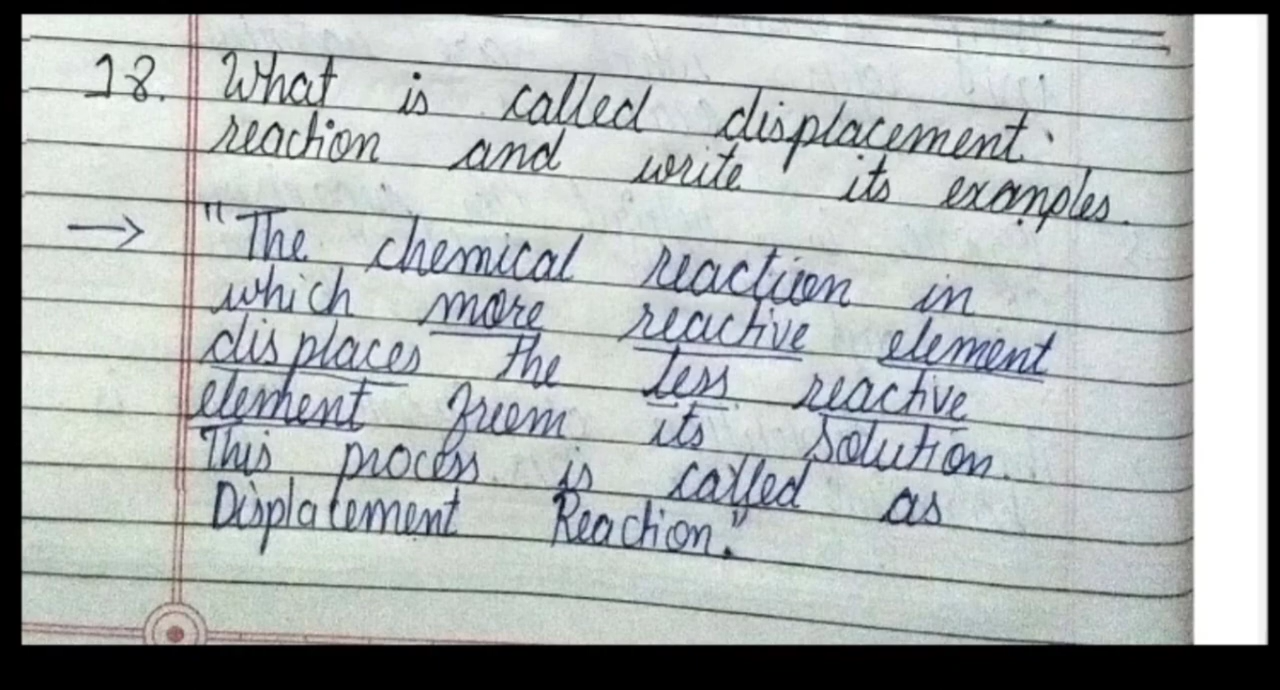 18. What is called displacement
reaction and write its examples.
→ "The chemical reaction in
which more reactive element
displaces the less reactive
element from its solution.
This process is called as
Displacement Reaction."